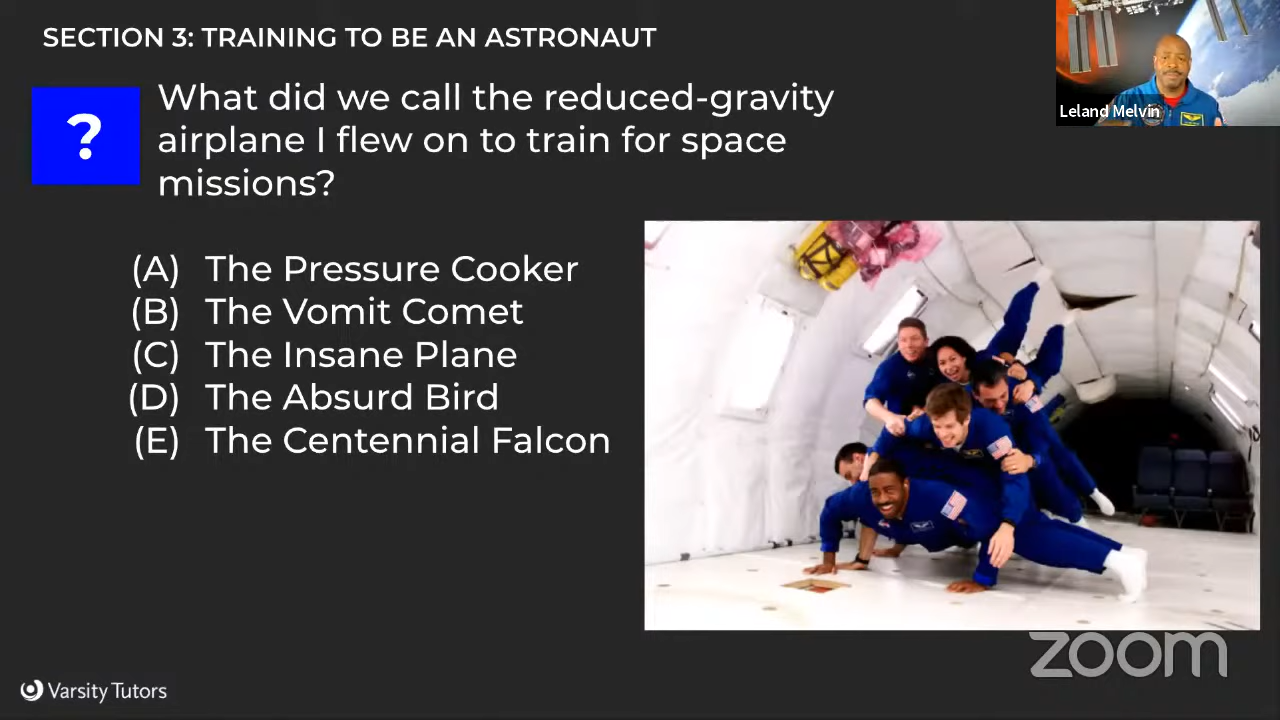 SECTION 3: TRAINING TO BE AN ASTRONAUT
?
What did we call the reduced-gravity
airplane I flew on to train for space
missions?
(A) The Pressure Cooker
(B) The Vomit Comet
(C) The Insane Plane
(D) The Absurd Bird
(E) The Centennial Falcon
Leland Melvin
zoom
Varsity Tutors